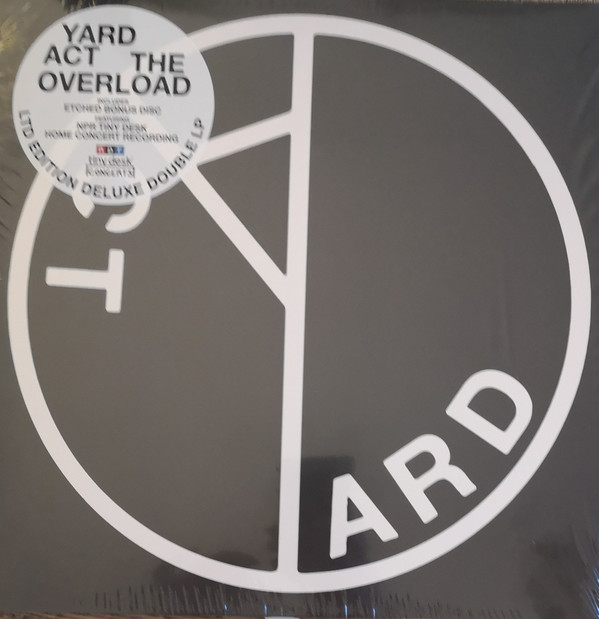 YARD
ACT THE
OVERLOAD
INCLUDES
ETCHED BONUS DISC
FEATURING
NPR TINY DESK
HOME CONCERT RECORDING
npr
tiny desk
CONCERTS
LTD EDITION DELUXE DOUBLE LP
CT
ARD